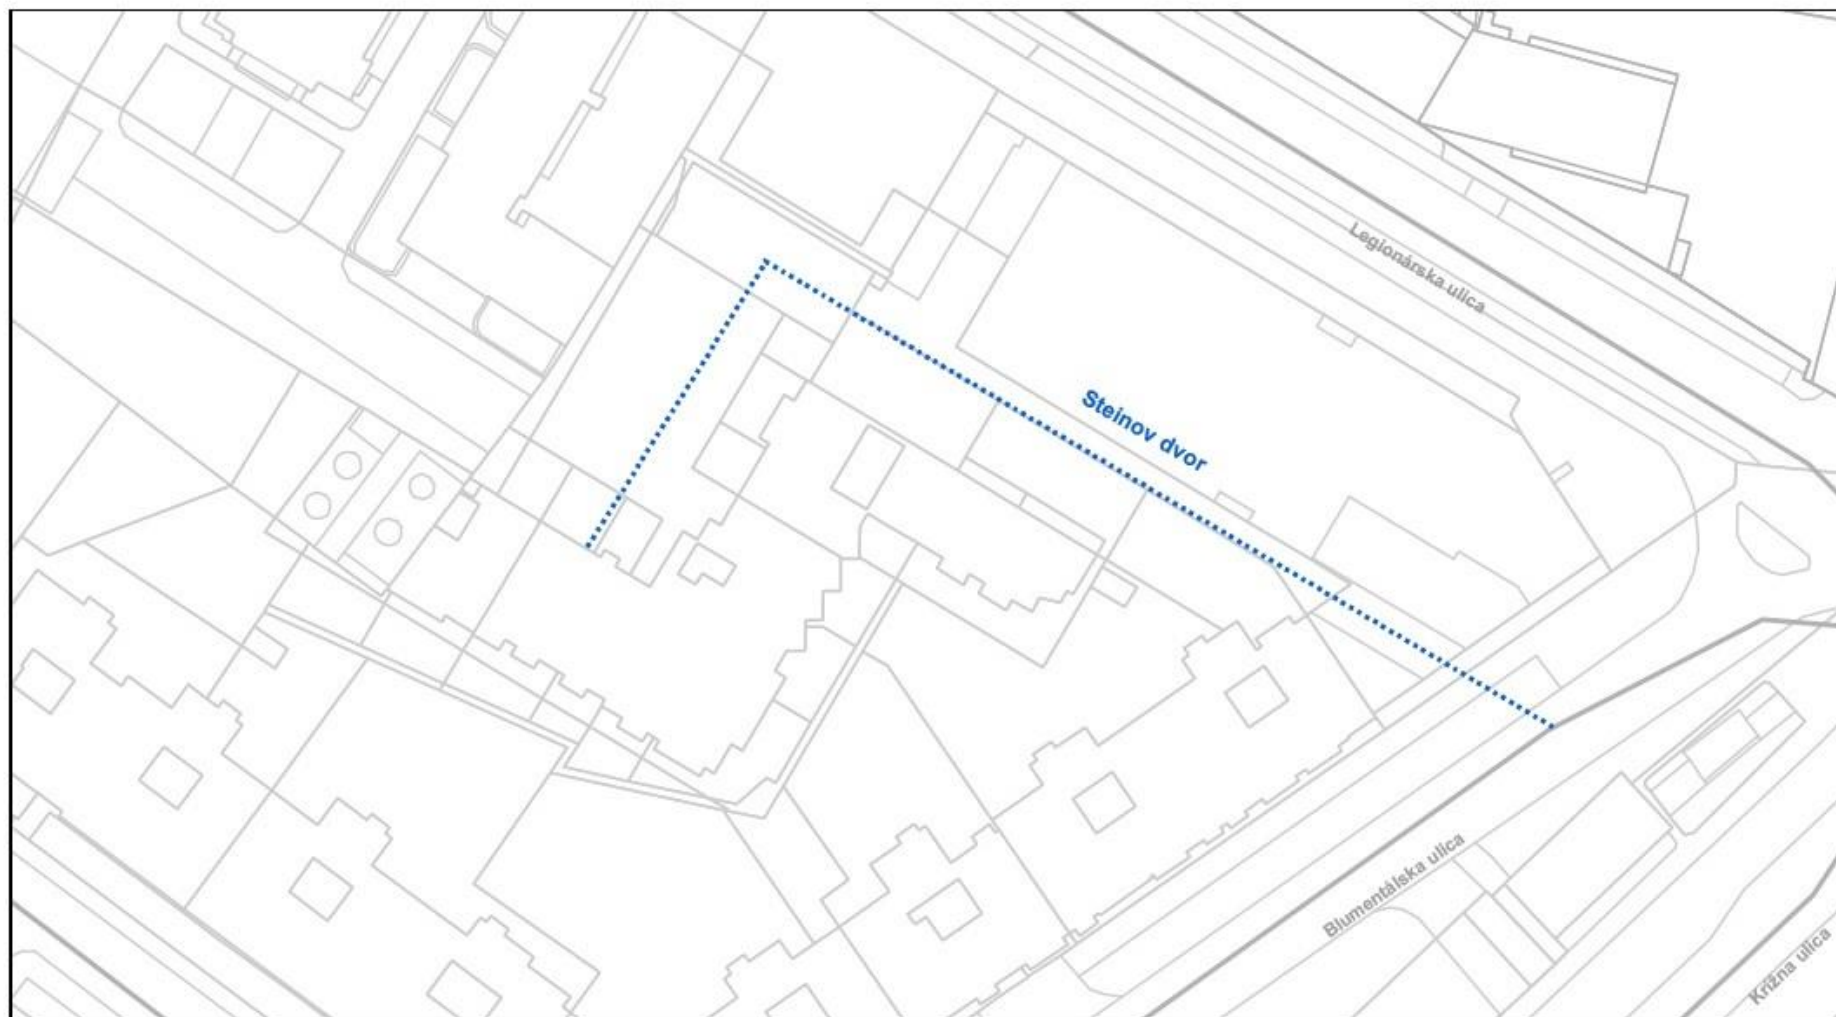 Legionárska ulica
Steinov dvor
Blumentálska ulica
Krížna ulica